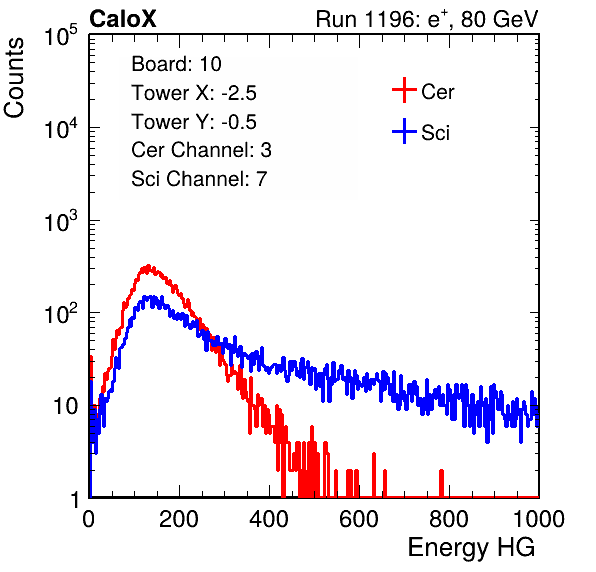 CaloX Run 1196: e⁺, 80 GeV
Counts
10⁵
10⁴
10³
10²
10
1
Board: 10
Tower X: -2.5
Tower Y: -0.5
Cer Channel: 3
Sci Channel: 7
Cer
Sci
0 200 400 600 800 1000
Energy HG